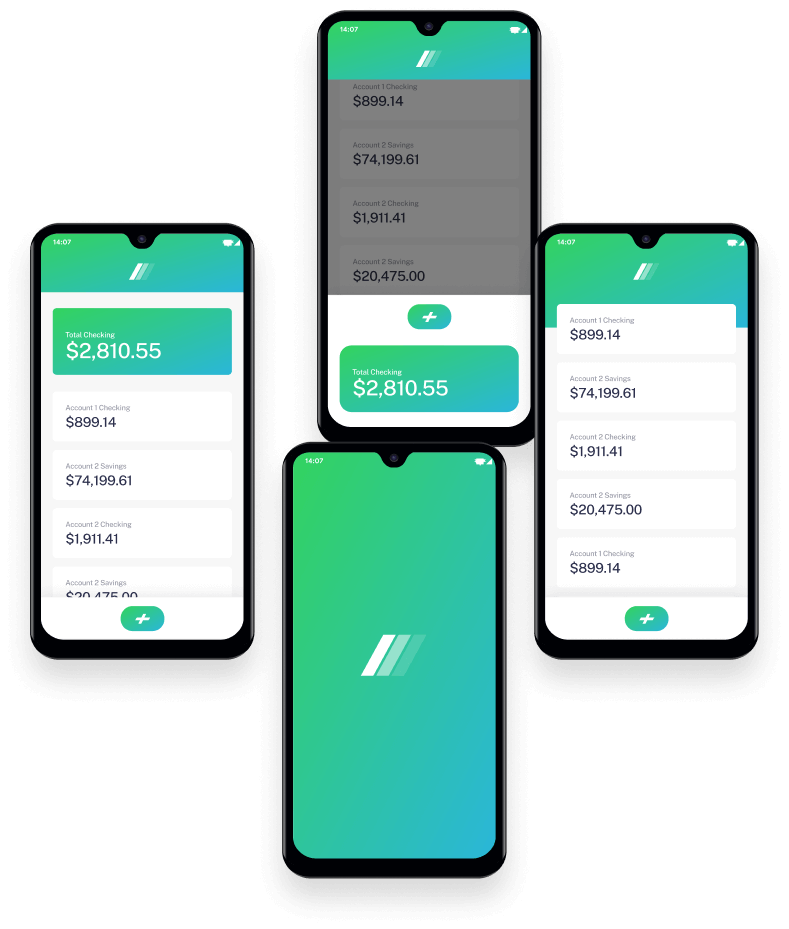 14:07
Account 1 Checking
$899.14
Account 2 Savings
$74,199.61
Account 2 Checking
$1,911.41
Account 2 Savings
$20,475.00
Total Checking
$2,810.55
14:07
Total Checking
$2,810.55
Account 1 Checking
$899.14
Account 2 Savings
$74,199.61
Account 2 Checking
$1,911.41
Account 2 Savings
$20,475.00
14:07
Account 1 Checking
$899.14
Account 2 Savings
$74,199.61
Account 2 Checking
$1,911.41
Account 2 Savings
$20,475.00
Account 1 Checking
$899.14
14:07